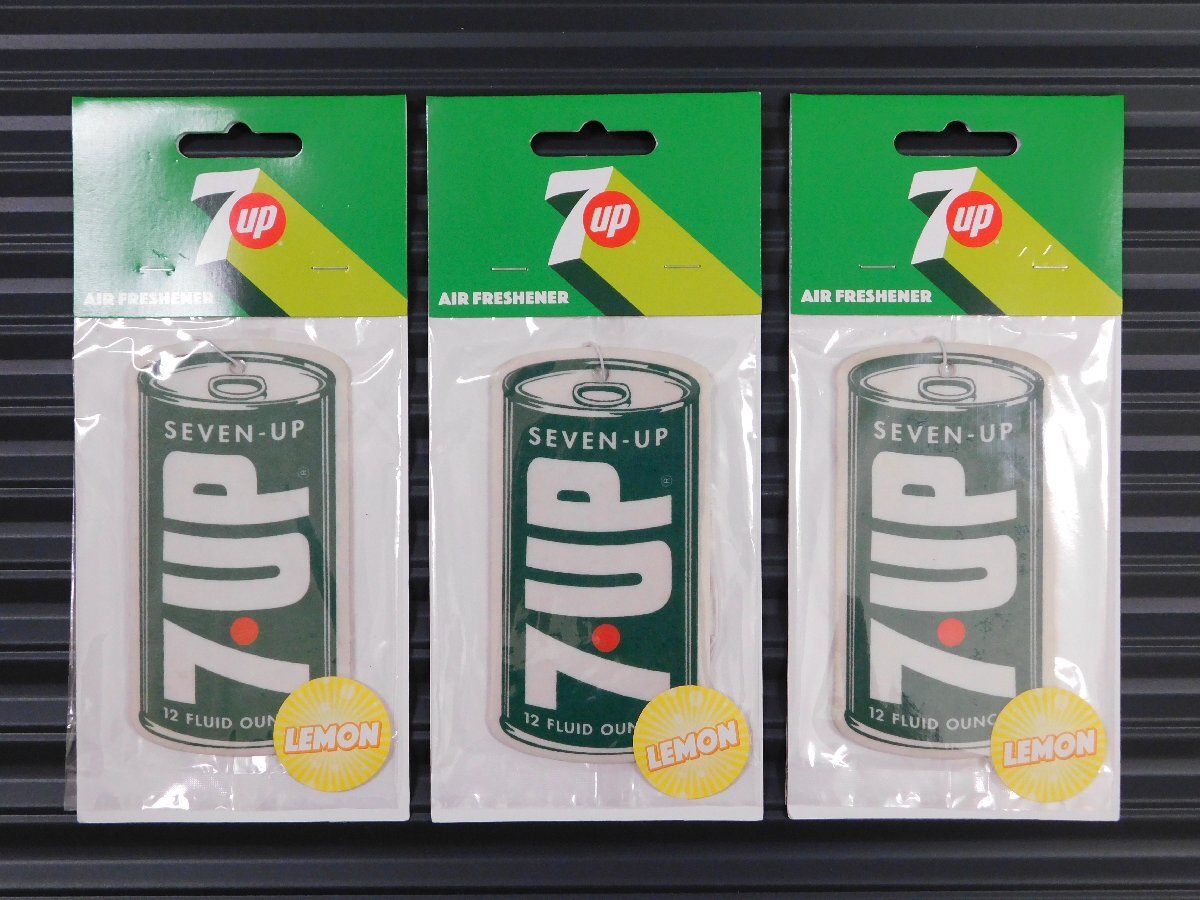 7up
AIR FRESHENER
SEVEN-UP
7UP
®
12 FLUID OUN
LEMON
7up
AIR FRESHENER
SEVEN-UP
7UP
®
12 FLUID OUN
LEMON
7up
AIR FRESHENER
SEVEN-UP
7UP
12 FLUID OUNC
LEMON